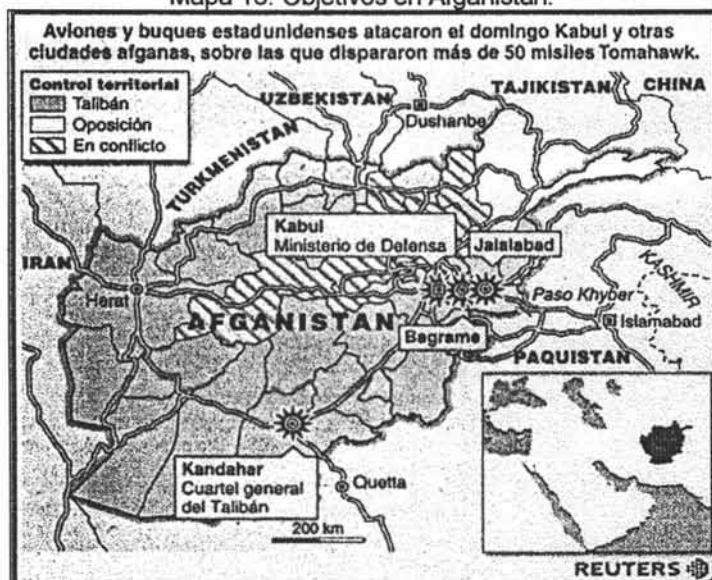 Mapa 13. Objetivos en Afganistán.
Aviones y buques estadunidenses atacaron el domingo Kabul y otras
ciudades afganas, sobre las que dispararon más de 50 misiles Tomahawk.
Control territorial
Talibán
Oposición
En conflicto
UZBEKISTAN
TAJIKISTAN
CHINA
Dushanbe
TURKMENISTAN
Kabul
Ministerio de Defensa
Jalalabad
IRAN
Herat
KASHMIR
Paso Khyber
Islamabad
AFGANISTAN
Bagrame
PAQUISTAN
Kandahar
Cuartel general
del Talibán
Quetta
200 km
REUTERS